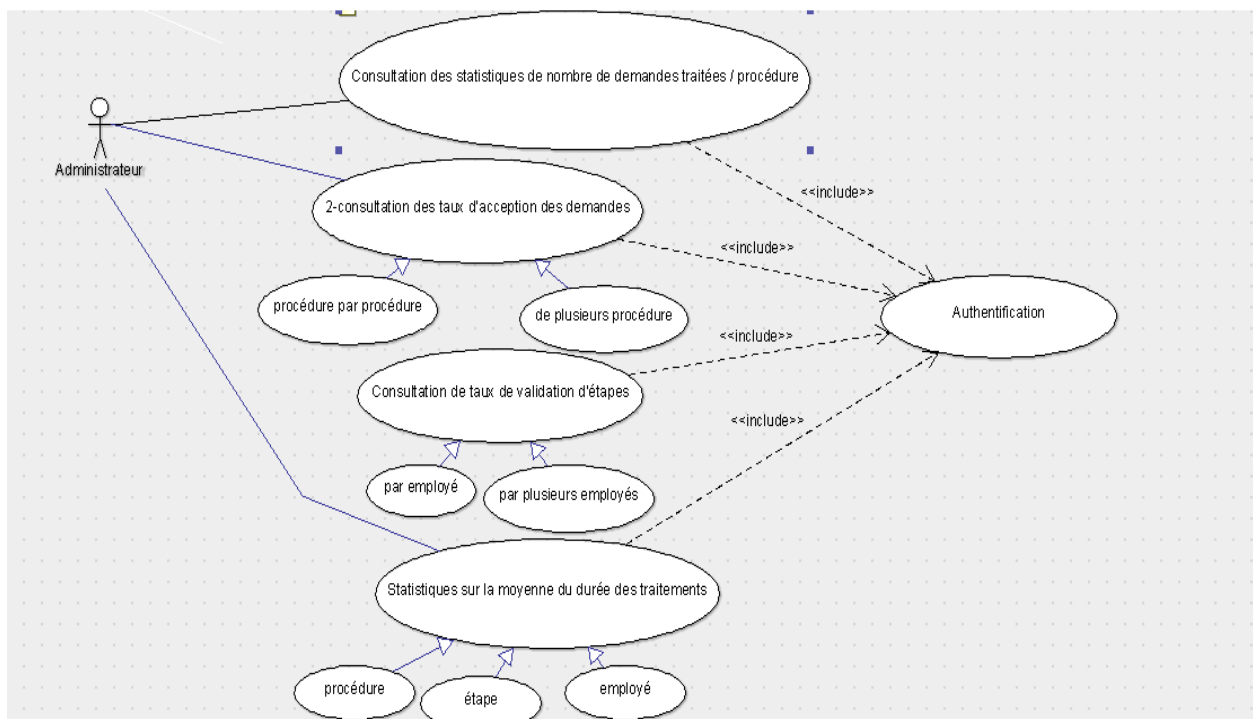 Consultation des statistiques de nombre de demandes traitées / procédure
Administrateur
<<include>>
2-consultation des taux d'acception des demandes
<<include>>
procédure par procédure
de plusieurs procédure
Authentification
<<include>>
Consultation de taux de validation d'étapes
<<include>>
par employé
par plusieurs employés
Statistiques sur la moyenne du durée des traitements
procédure
étape
employé